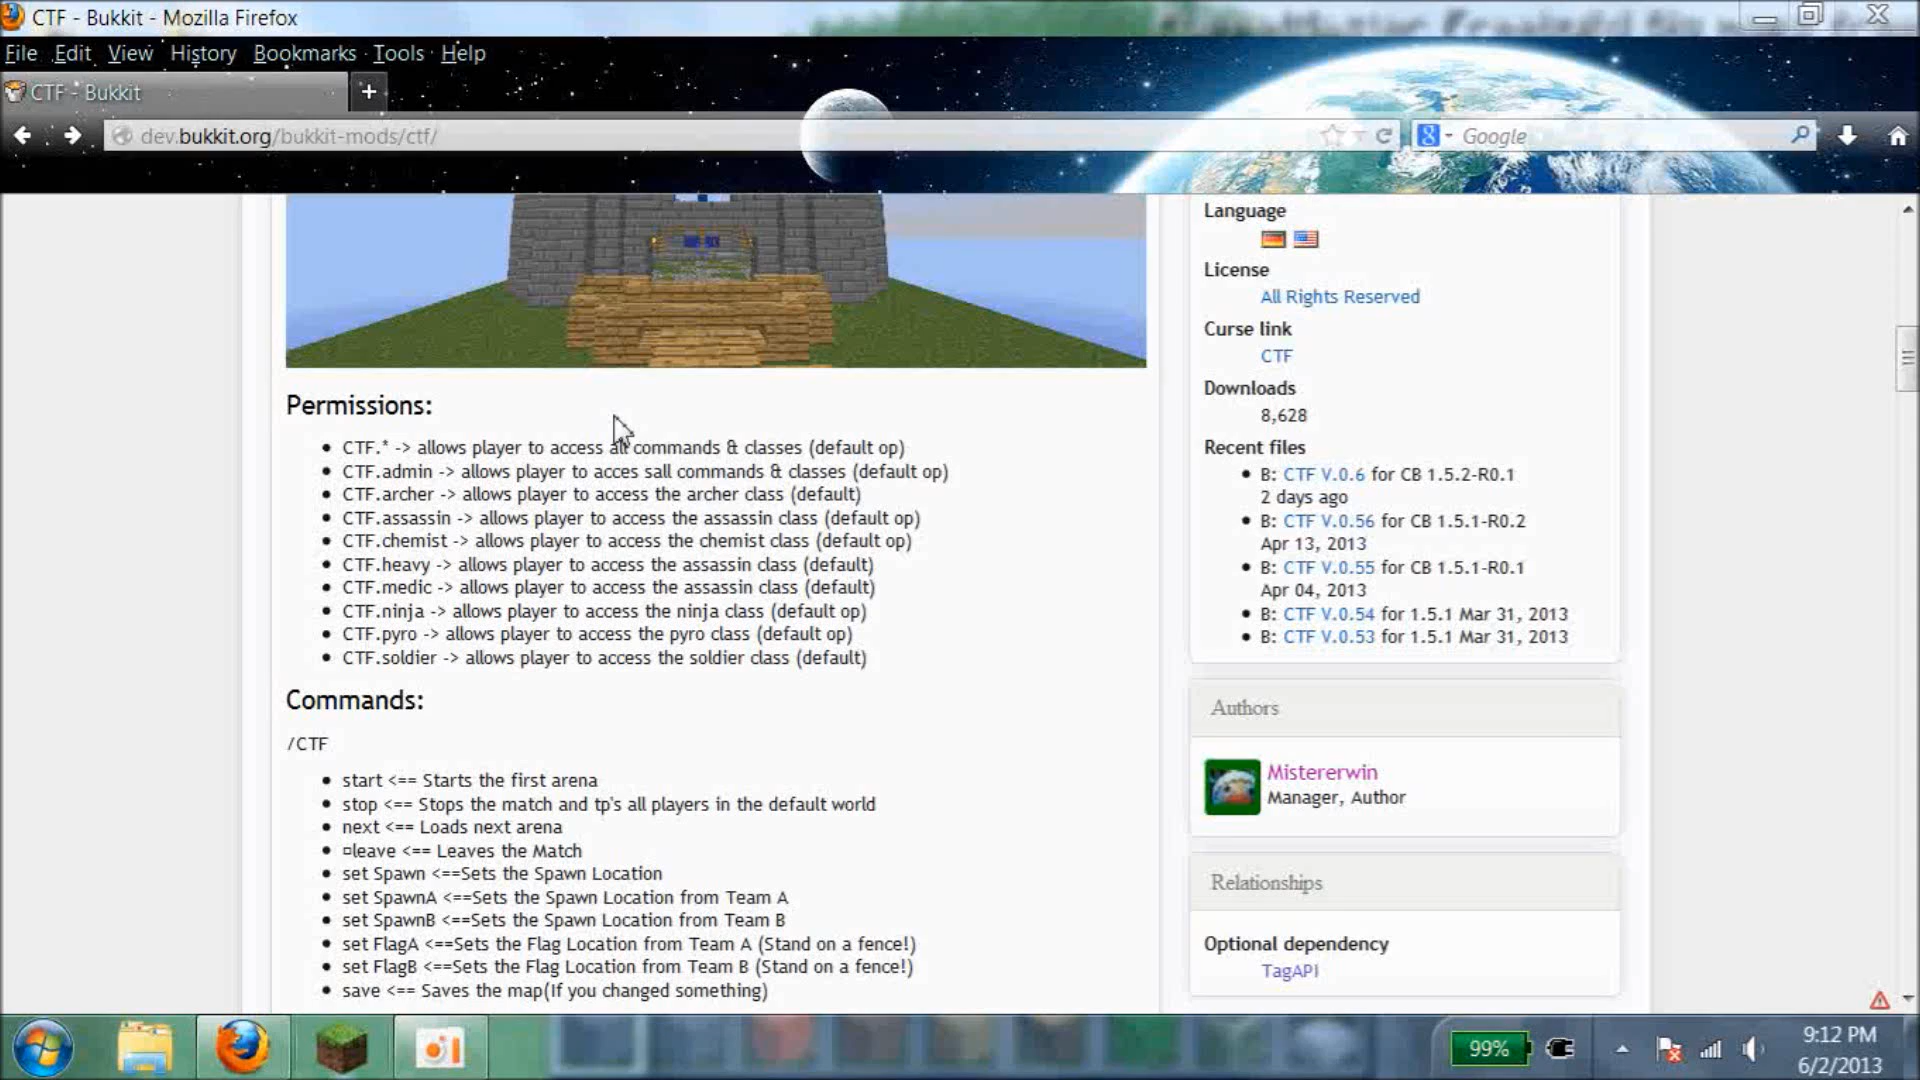 CTF - Bukkit - Mozilla Firefox
File Edit View History Bookmarks Tools Help
CTF - Bukkit
dev.bukkit.org/bukkit-mods/ctf/
Google
Permissions:
CTF.* -> allows player to access all commands & classes (default op)
CTF.admin -> allows player to acces sall commands & classes (default op)
CTF.archer -> allows player to access the archer class (default)
CTF.assassin -> allows player to access the assassin class (default op)
CTF.chemist -> allows player to access the chemist class (default op)
CTF.heavy -> allows player to access the assassin class (default)
CTF.medic -> allows player to access the assassin class (default)
CTF.ninja -> allows player to access the ninja class (default op)
CTF.pyro -> allows player to access the pyro class (default op)
CTF.soldier -> allows player to access the soldier class (default)
Commands:
/CTF
start <== Starts the first arena
stop <== Stops the match and tp's all players in the default world
next <== Loads next arena
¤leave <== Leaves the Match
set Spawn <==Sets the Spawn Location
set SpawnA <==Sets the Spawn Location from Team A
set SpawnB <==Sets the Spawn Location from Team B
set FlagA <==Sets the Flag Location from Team A (Stand on a fence!)
set FlagB <==Sets the Flag Location from Team B (Stand on a fence!)
save <== Saves the map(If you changed something)
Language
License
All Rights Reserved
Curse link
CTF
Downloads
8,628
Recent files
B: CTF V.0.6 for CB 1.5.2-R0.1
2 days ago
B: CTF V.0.56 for CB 1.5.1-R0.2
Apr 13, 2013
B: CTF V.0.55 for CB 1.5.1-R0.1
Apr 04, 2013
B: CTF V.0.54 for 1.5.1 Mar 31, 2013
B: CTF V.0.53 for 1.5.1 Mar 31, 2013
Authors
Mistererwin
Manager, Author
Relationships
Optional dependency
TagAPI
99%
9:12 PM
6/2/2013